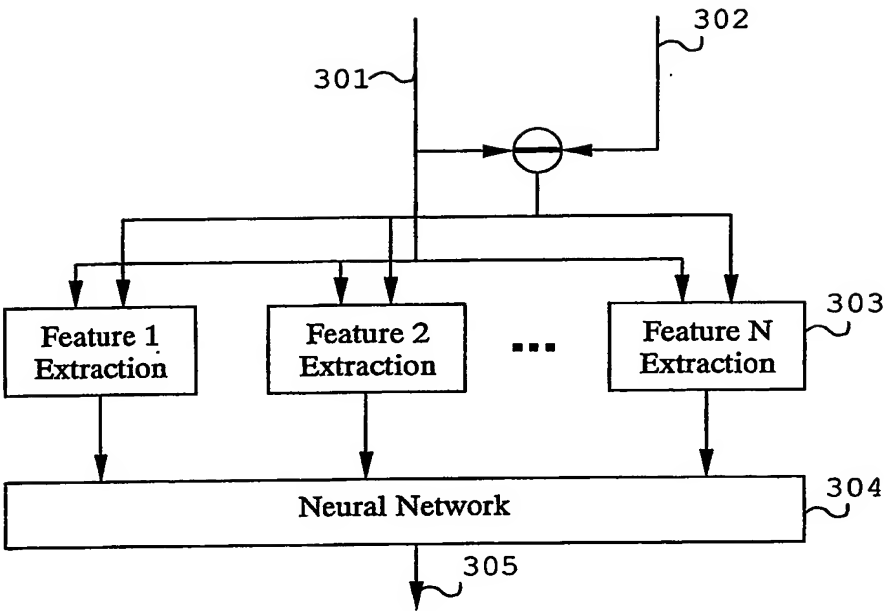 302
301
Feature 1
Extraction
Feature 2
Extraction
...
Feature N
Extraction
303
Neural Network
304
305